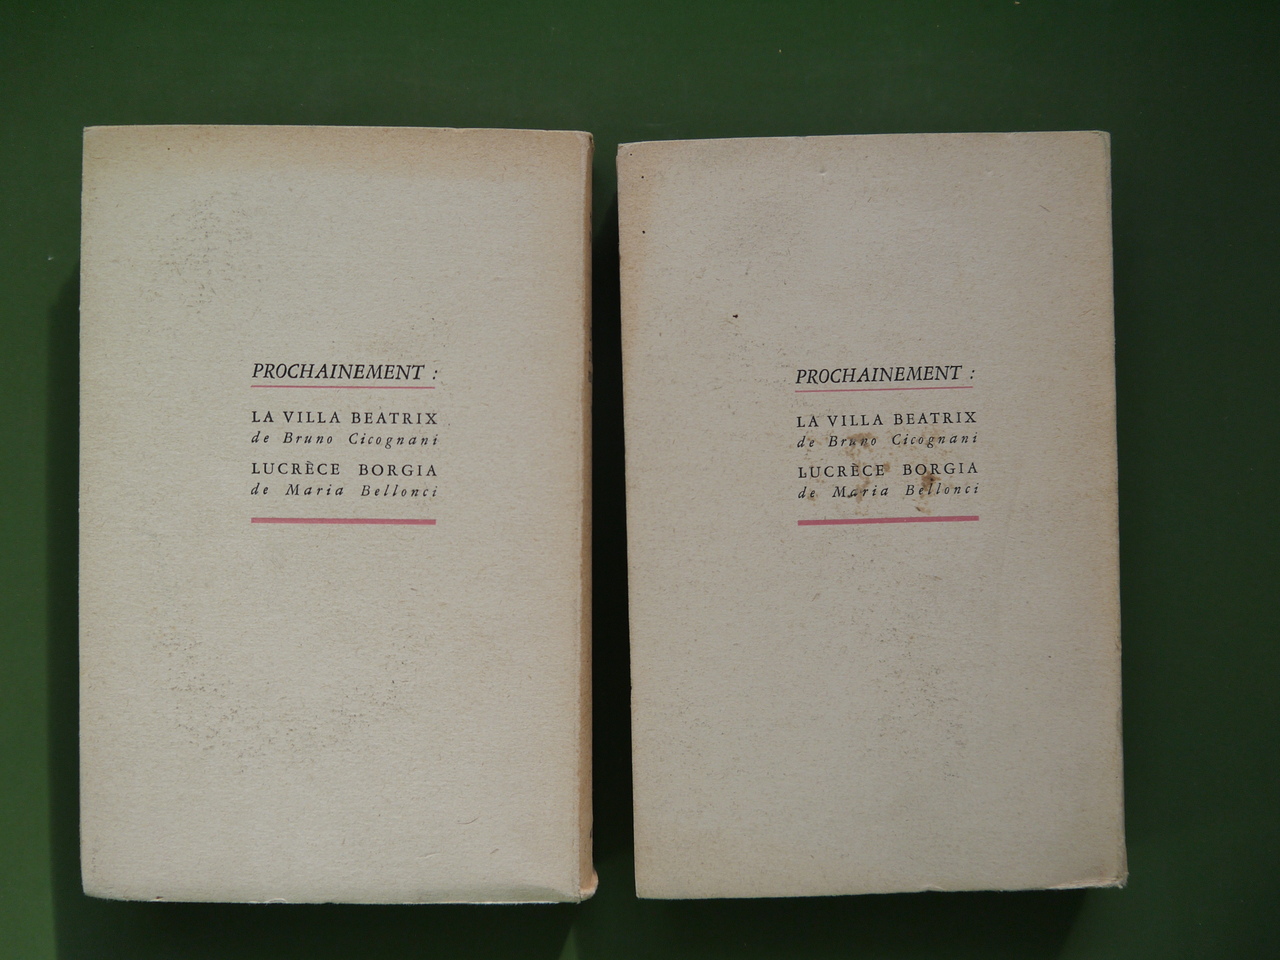 PROCHAINEMENT :
LA VILLA BEATRIX
de Bruno Cicognani
LUCRÈCE BORGIA
de Maria Bellonci
PROCHAINEMENT :
LA VILLA BEATRIX
de Bruno Cicognani
LUCRÈCE BORGIA
de Maria Bellonci